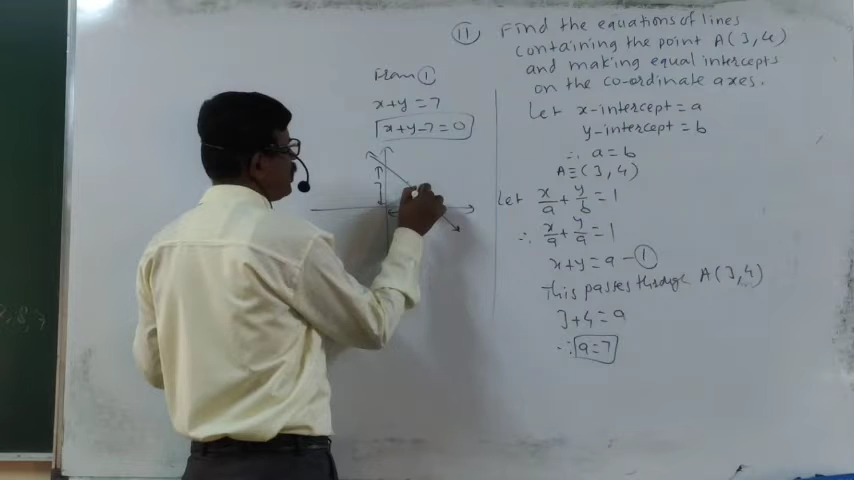 11 Find the equations of lines
containing the point A(3,4)
and making equal intercepts
on the co-ordinate axes.
Let x-intercept = a
y-intercept = b
∴ a = b
A ≡ (3,4)
Let x/a + y/b = 1
∴ x/a + y/a = 1
x+y = a - 1
This passes through A(3,4)
3+4 = a
∴ a=7
From 1
x+y = 7
x+y-7=0
7